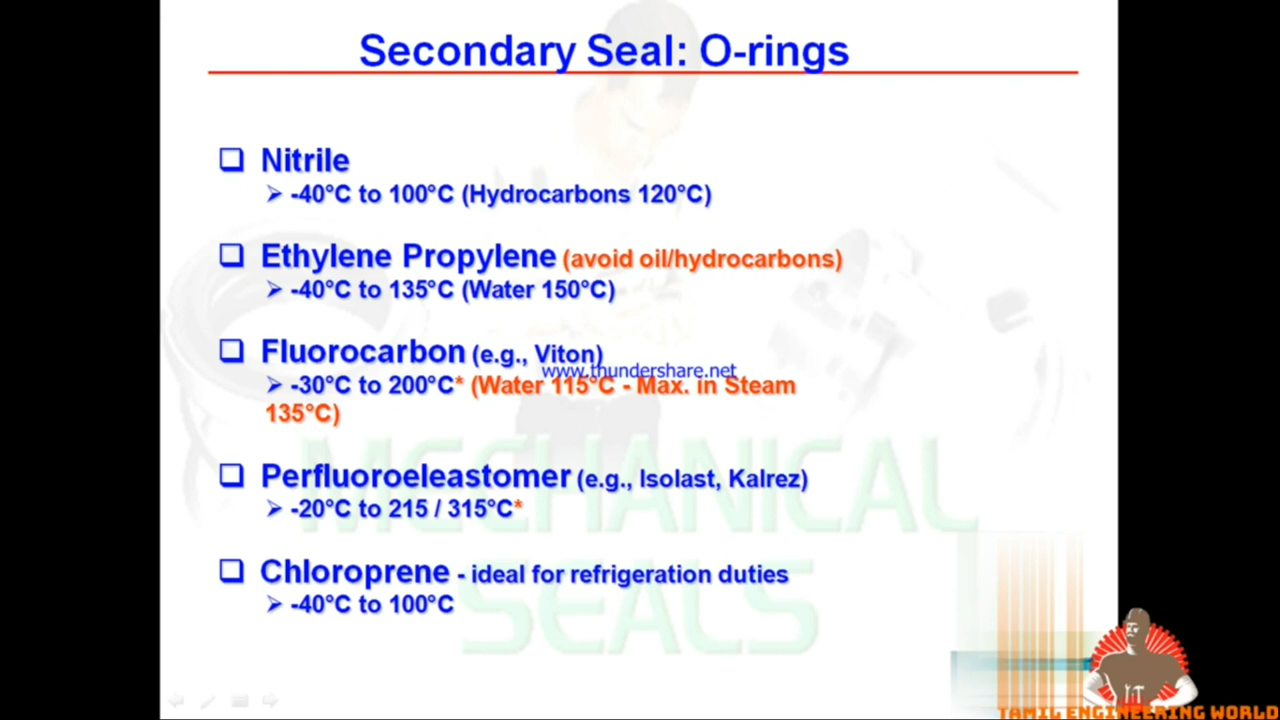 Secondary Seal: O-rings
❑ Nitrile
➢ -40°C to 100°C (Hydrocarbons 120°C)
❑ Ethylene Propylene (avoid oil/hydrocarbons)
➢ -40°C to 135°C (Water 150°C)
❑ Fluorocarbon (e.g., Viton)
www.thundershare.net
➢ -30°C to 200°C* (Water 115°C - Max. in Steam
135°C)
❑ Perfluoroeleastomer (e.g., Isolast, Kalrez)
➢ -20°C to 215 / 315°C*
❑ Chloroprene - ideal for refrigeration duties
➢ -40°C to 100°C
MECHANICAL
SEALS
TAMIL ENGINEERING WORLD